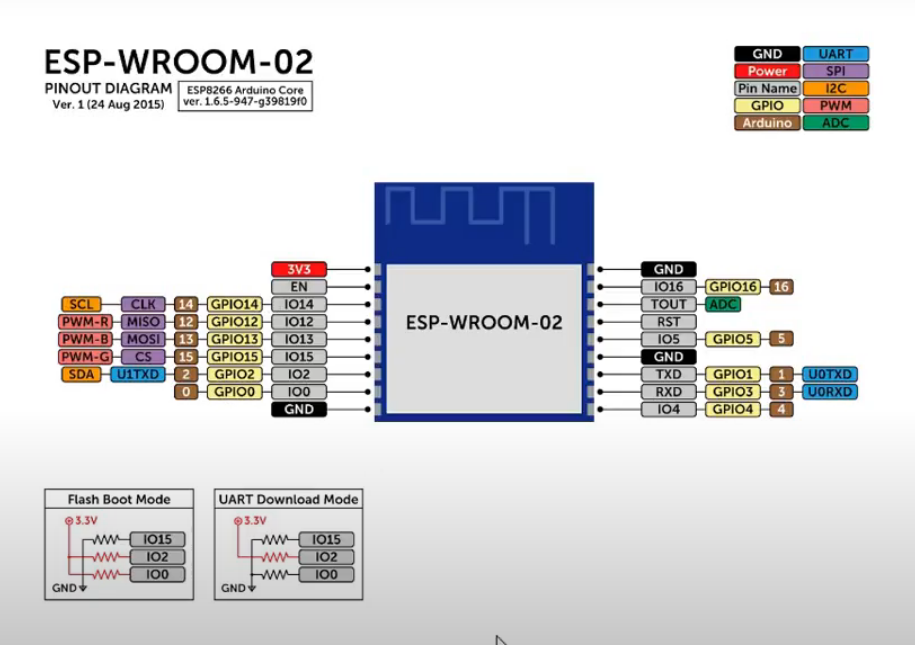 ESP-WROOM-02
PINOUT DIAGRAM
Ver. 1 (24 Aug 2015)
ESP8266 Arduino Core
ver. 1.6.5-947-g39819f0
GND UART
Power SPI
Pin Name I2C
GPIO PWM
Arduino ADC
3V3
EN
SCL CLK 14 GPIO14 IO14
PWM-R MISO 12 GPIO12 IO12
PWM-B MOSI 13 GPIO13 IO13
PWM-G CS 15 GPIO15 IO15
SDA U1TXD 2 GPIO2 IO2
0 GPIO0 IO0
GND
ESP-WROOM-02
GND
IO16 GPIO16 16
TOUT ADC
RST
IO5 GPIO5 5
GND
TXD GPIO1 1 U0TXD
RXD GPIO3 3 U0RXD
IO4 GPIO4 4
Flash Boot Mode
3.3V
IO15
IO2
IO0
GND
UART Download Mode
3.3V
IO15
IO2
IO0
GND